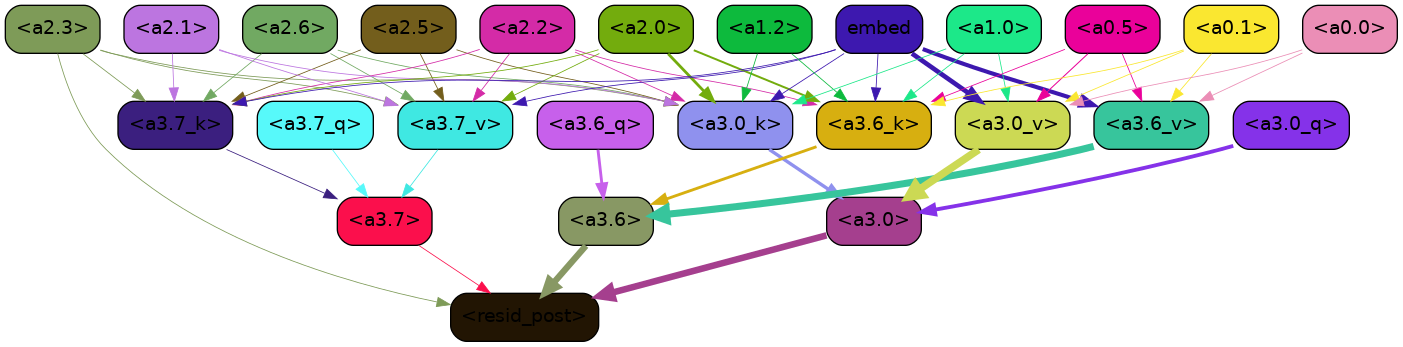 <a2.3> <a2.1> <a2.6> <a2.5> <a2.2> <a2.0> <a1.2> embed <a1.0> <a0.5> <a0.1> <a0.0>
<a3.7_k> <a3.7_q> <a3.7_v> <a3.6_q> <a3.0_k> <a3.6_k> <a3.0_v> <a3.6_v> <a3.0_q>
<a3.7> <a3.6> <a3.0>
<resid_post>